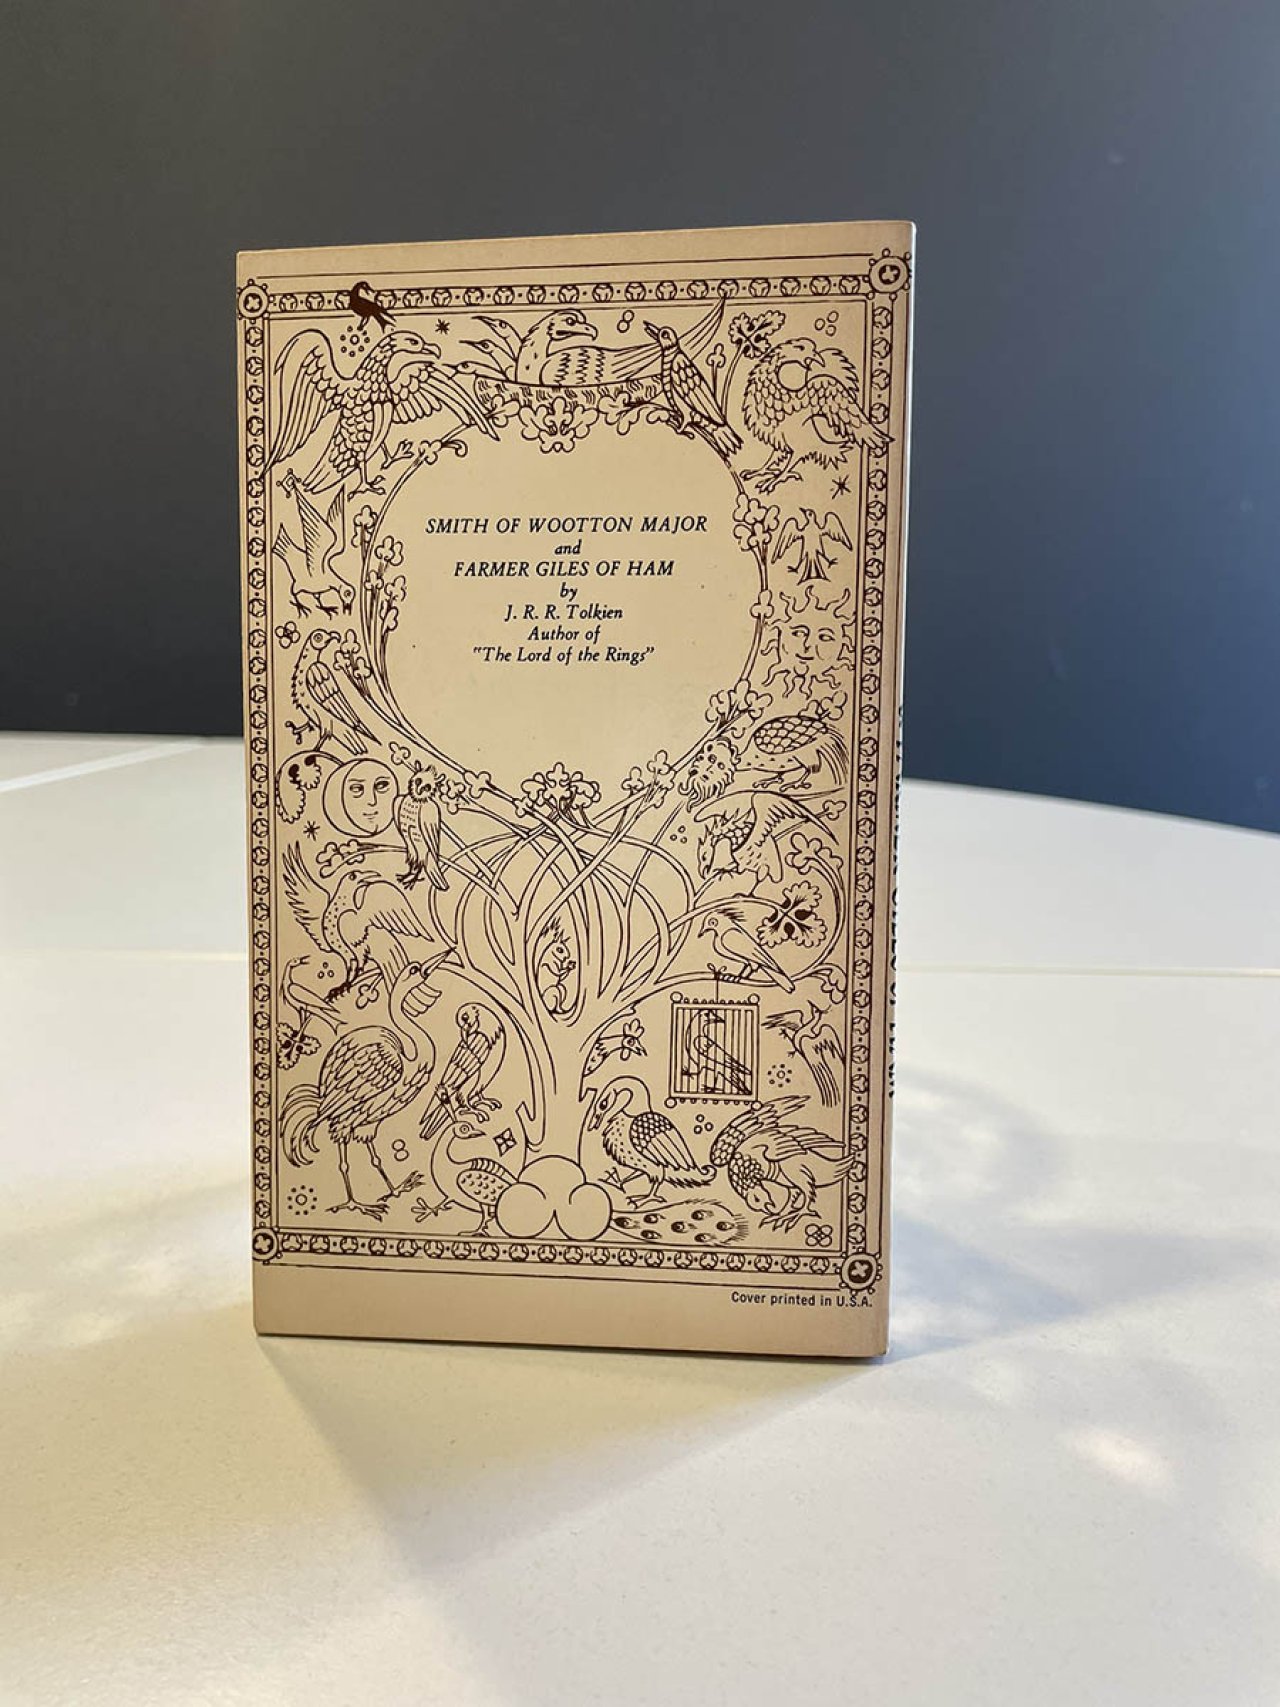 SMITH OF WOOTTON MAJOR
and
FARMER GILES OF HAM
by
J. R. R. Tolkien
Author of
"The Lord of the Rings"
Cover printed in U.S.A.